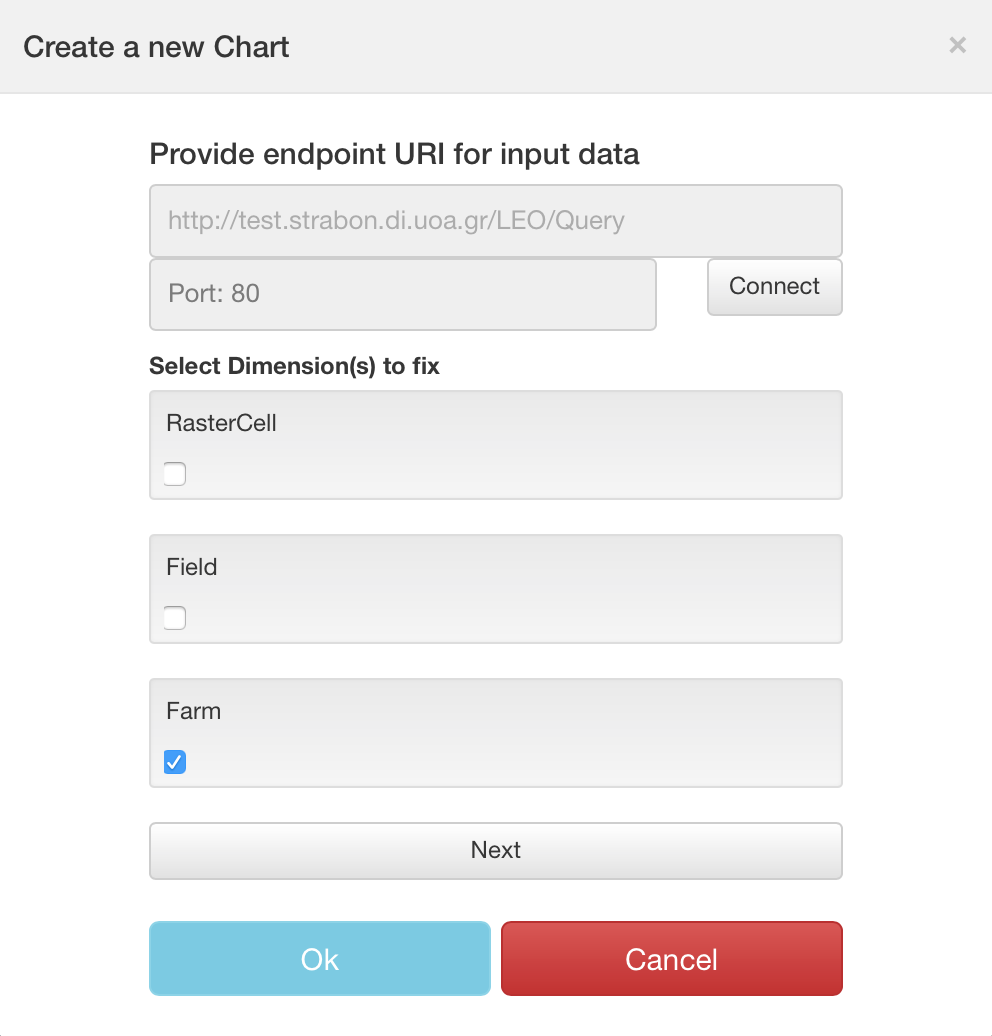 Create a new Chart
×
Provide endpoint URI for input data
http://test.strabon.di.uoa.gr/LEO/Query
Port: 80
Connect
Select Dimension(s) to fix
RasterCell
Field
Farm
Next
Ok
Cancel